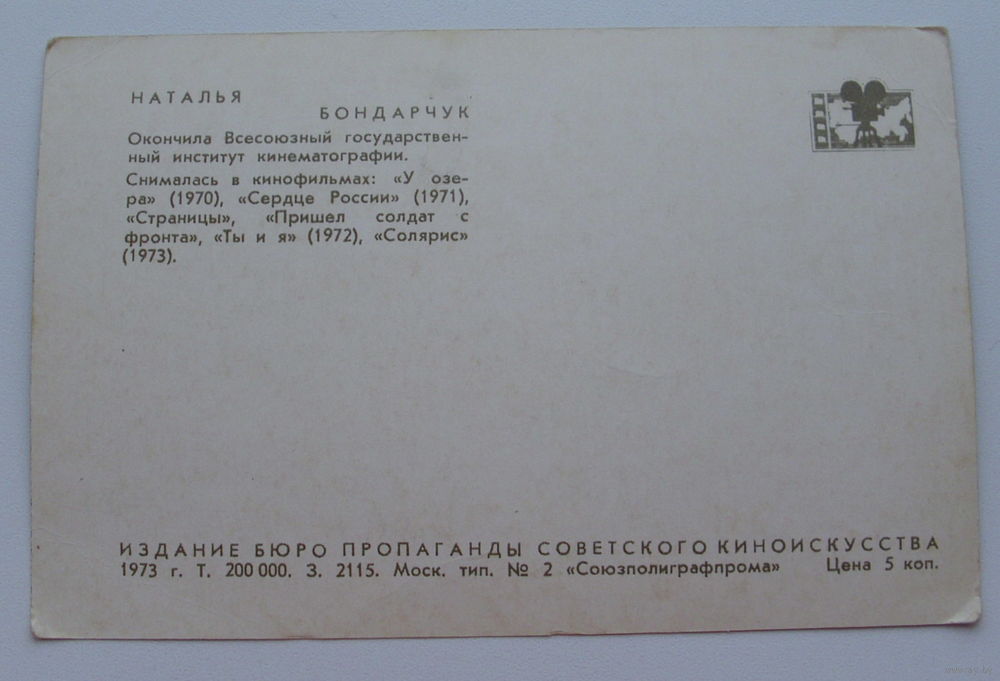 НАТАЛЬЯ
БОНДАРЧУК
Окончила Всесоюзный государствен-
ный институт кинематографии.
Снималась в кинофильмах: «У озе-
ра» (1970), «Сердце России» (1971),
«Страницы», «Пришел солдат с
фронта», «Ты и я» (1972), «Солярис»
(1973).
ИЗДАНИЕ БЮРО ПРОПАГАНДЫ СОВЕТСКОГО КИНОИСКУССТВА
1973 г. Т. 200 000. З. 2115. Моск. тип. № 2 «Союзполиграфпрома» Цена 5 коп.